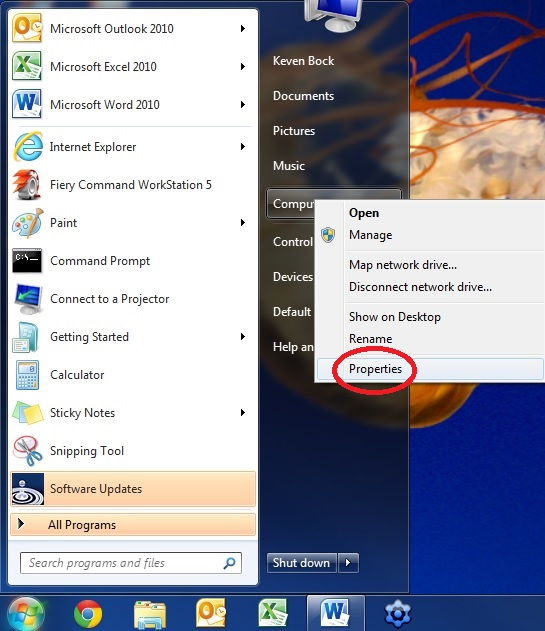 Microsoft Outlook 2010
Microsoft Excel 2010
Microsoft Word 2010
Internet Explorer
Fiery Command WorkStation 5
Paint
Command Prompt
Connect to a Projector
Getting Started
Calculator
Sticky Notes
Snipping Tool
Software Updates
All Programs
Search programs and files
Keven Bock
Documents
Pictures
Music
Compu
Control
Devices
Default
Help an
Shut down
Open
Manage
Map network drive...
Disconnect network drive...
Show on Desktop
Rename
Properties